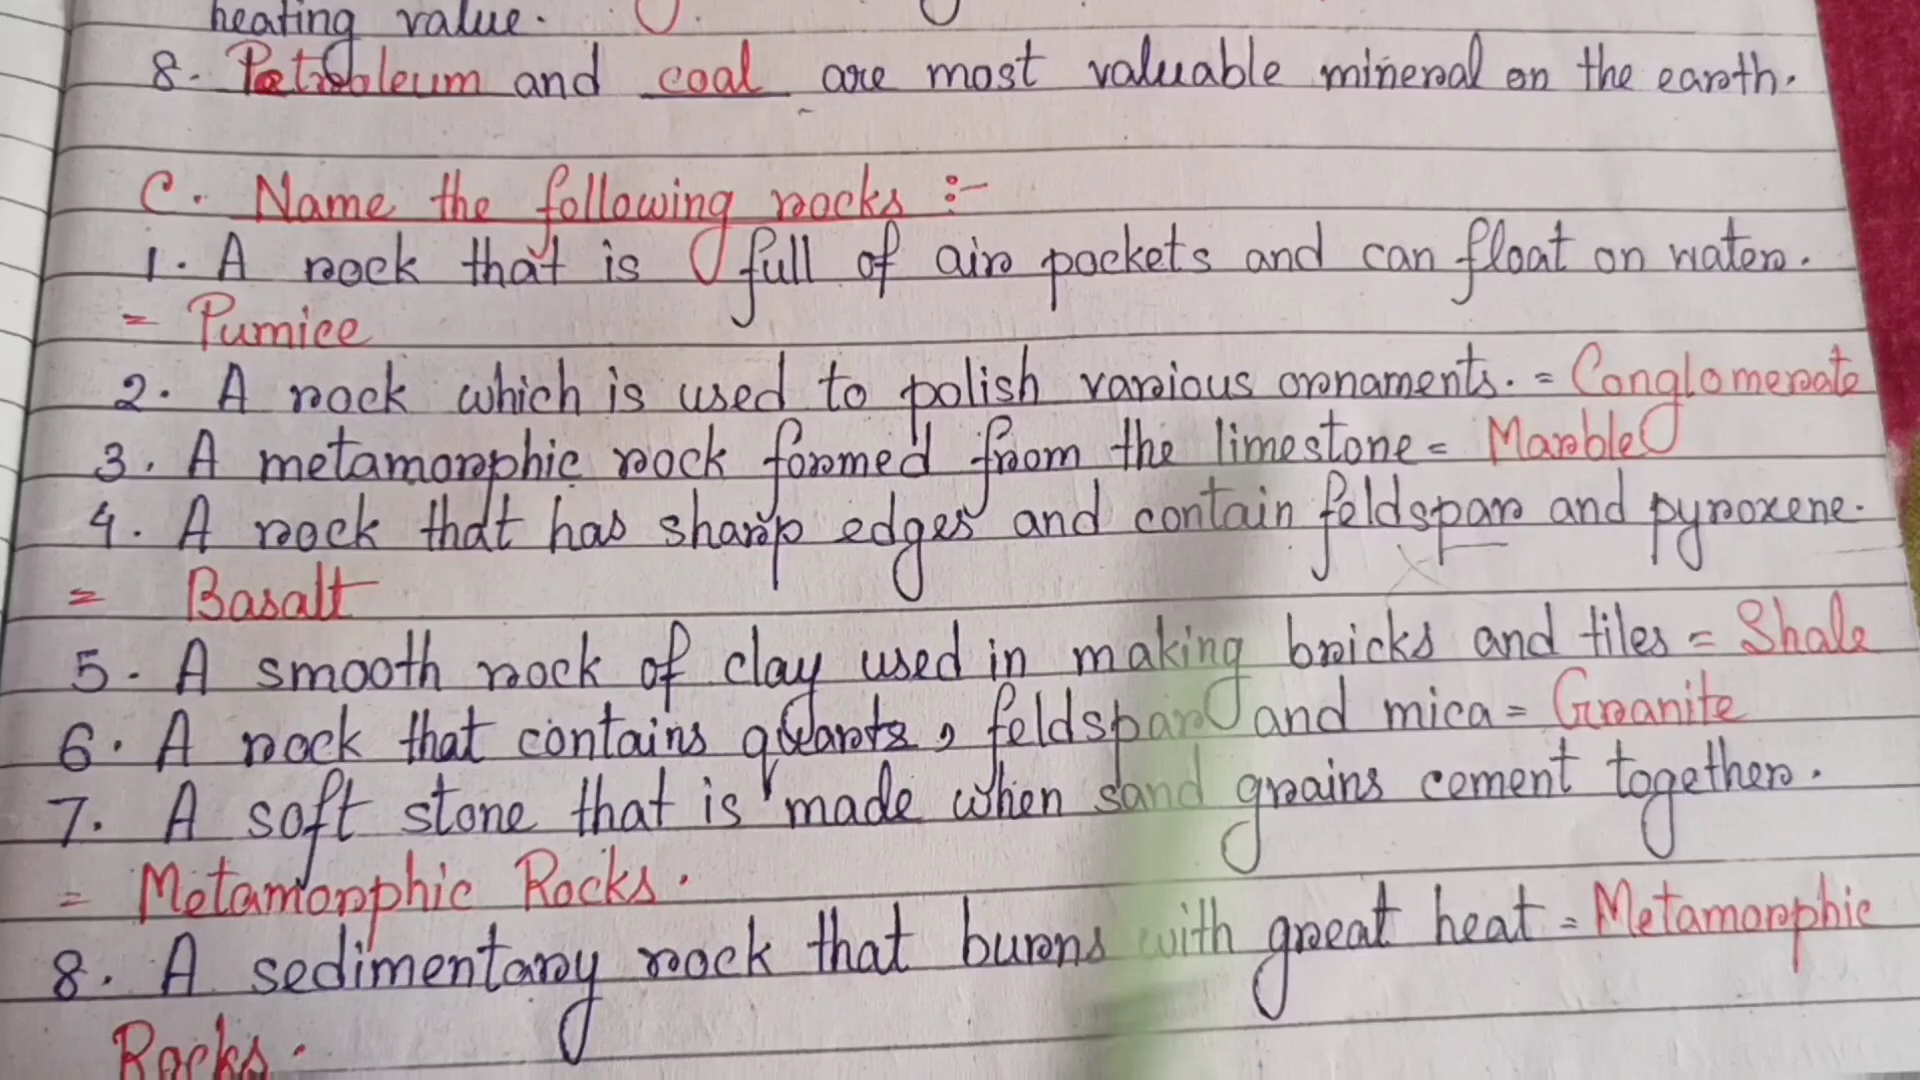 heating value.
8. Petroleum and coal are most valuable mineral on the earth.
C. Name the following rocks :-
1. A rock that is full of air pockets and can float on water.
= Pumice
2. A rock which is used to polish various ornaments. = Conglomerate
3. A metamorphic rock formed from the limestone = Marble
4. A rock that has sharp edges and contain feldspar and pyroxene.
= Basalt
5. A smooth rock of clay used in making bricks and tiles = Shale
6. A rock that contains quartz, feldspar and mica = Granite
7. A soft stone that is made when sand grains cement together.
= Metamorphic Rocks.
8. A sedimentary rock that burns with great heat = Metamorphic
Rocks.